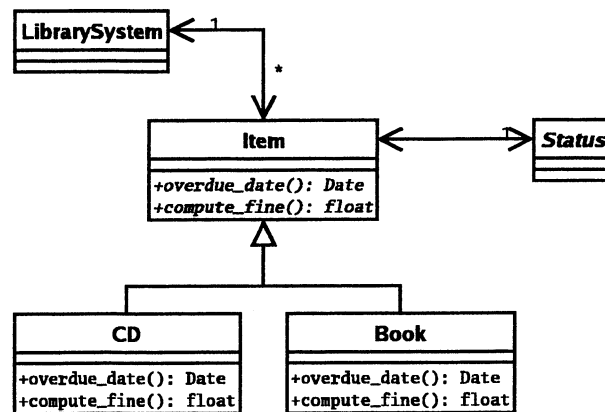 LibrarySystem
1
*
Item
1
Status
+overdue_date(): Date
+compute_fine(): float
CD
Book
+overdue_date(): Date
+overdue_date(): Date
+compute_fine(): float
+compute_fine(): float